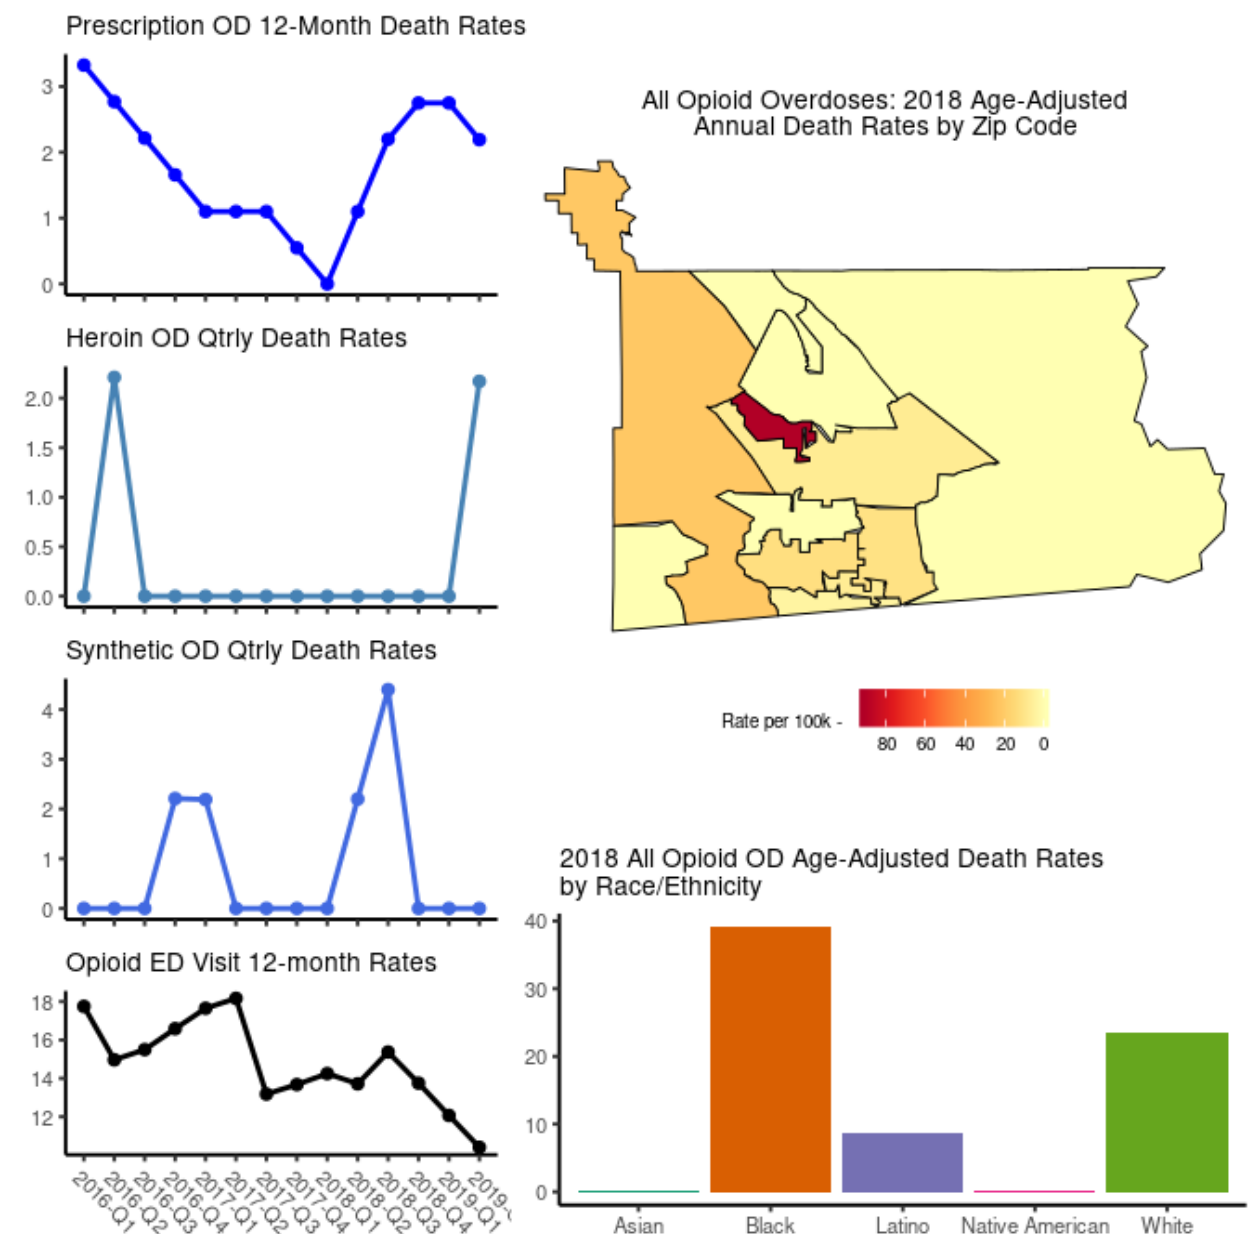 Prescription OD 12-Month Death Rates
3
2
1
0
Heroin OD Qtrly Death Rates
2.0
1.5
1.0
0.5
0.0
Synthetic OD Qtrly Death Rates
4
3
2
1
0
Opioid ED Visit 12-month Rates
18
16
14
12
2016-Q1
2016-Q2
2016-Q3
2016-Q4
2017-Q1
2017-Q2
2017-Q3
2017-Q4
2018-Q1
2018-Q2
2018-Q3
2018-Q4
2019-Q1
2019-
All Opioid Overdoses: 2018 Age-Adjusted
Annual Death Rates by Zip Code
Rate per 100k -
80 60 40 20 0
2018 All Opioid OD Age-Adjusted Death Rates
by Race/Ethnicity
40
30
20
10
0
Asian Black Latino Native American White